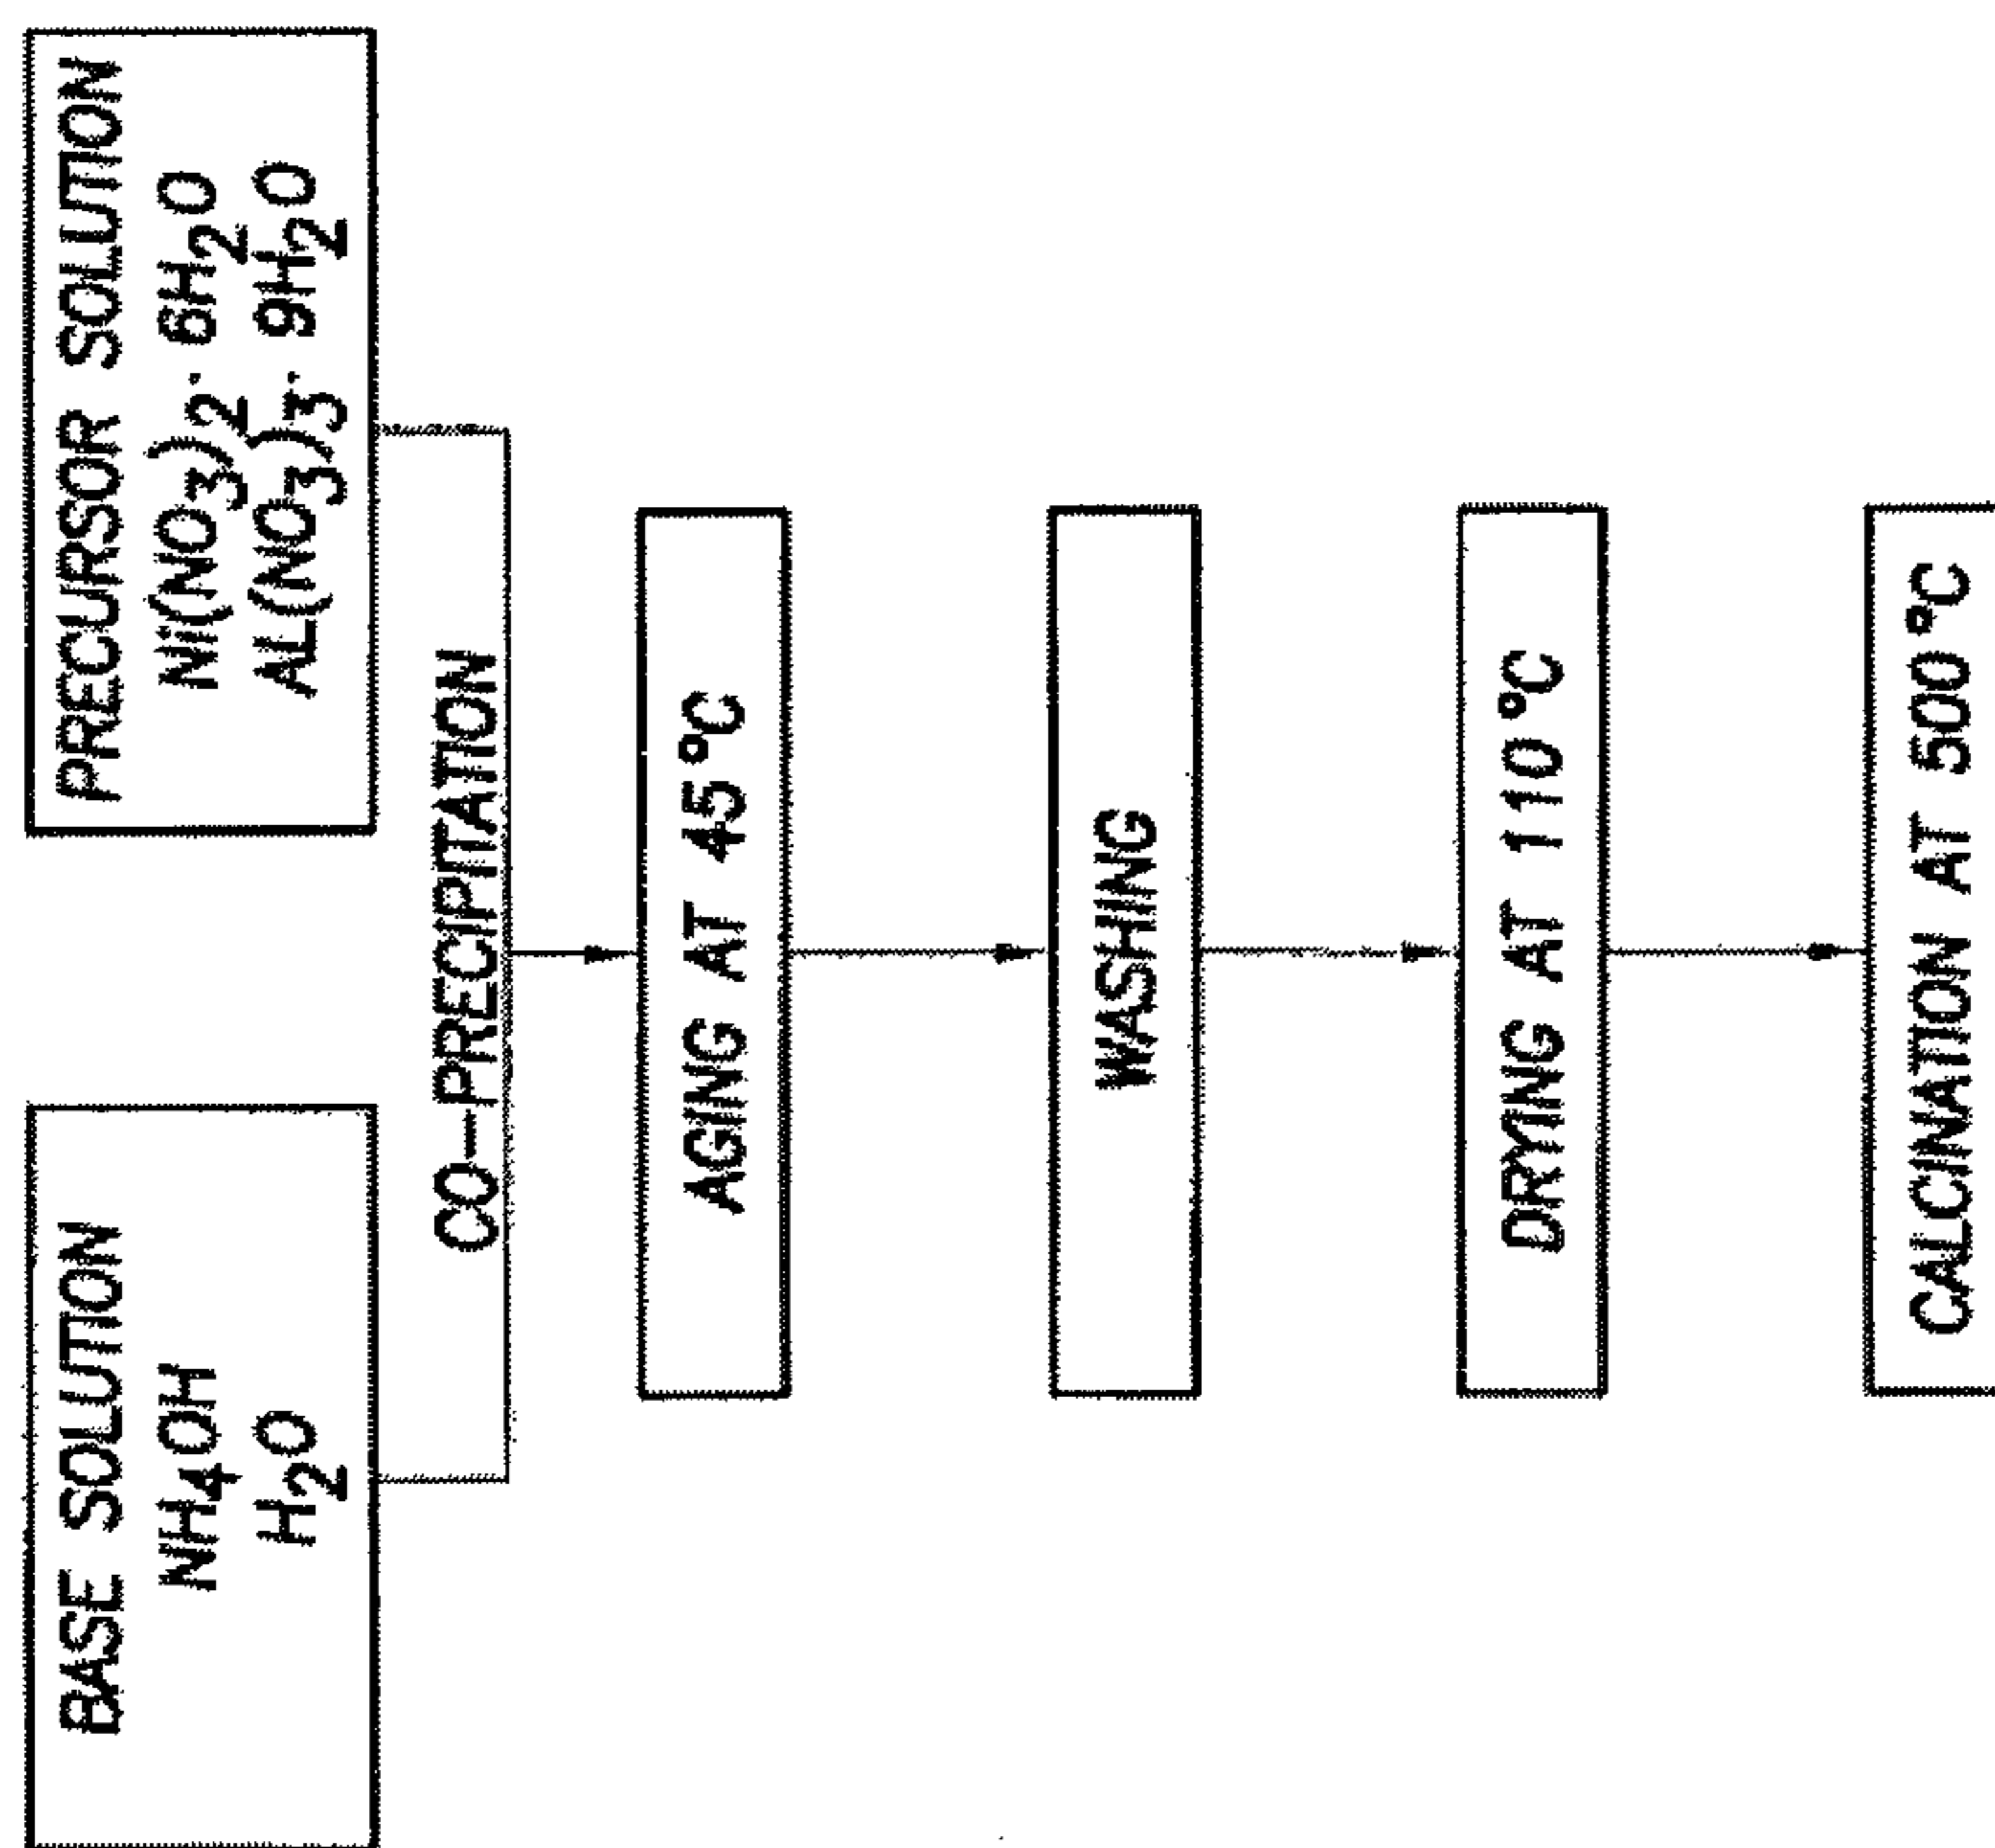 BASE SOLUTION
NH4OH
H2O
PRECURSOR SOLUTION
Ni(NO3)2· 6H2O
AL(NO3)3· 9H2O
CO-PRECIPITATION
AGING AT 45°C
WASHING
DRYING AT 110°C
CALCINATION AT 500°C